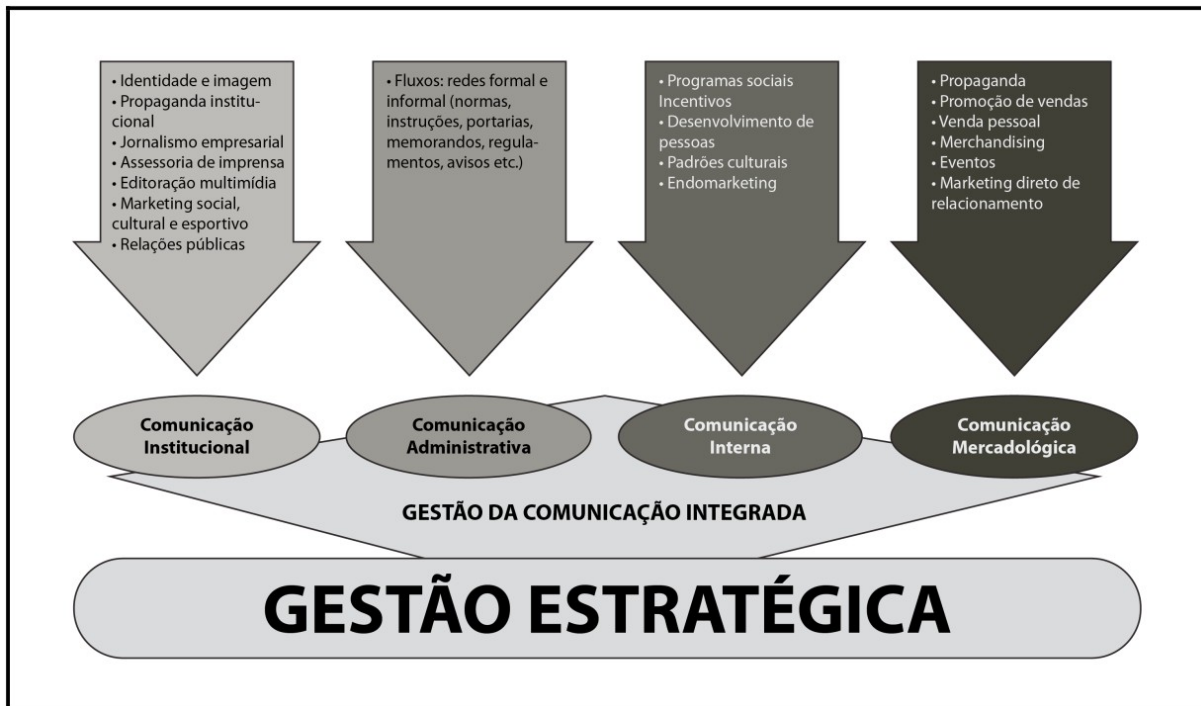 • Identidade e imagem
• Propaganda institu-
cional
• Jornalismo empresarial
• Assessoria de imprensa
• Editoração multimídia
• Marketing social,
cultural e esportivo
• Relações públicas
• Fluxos: redes formal e
informal (normas,
instruções, portarias,
memorandos, regula-
mentos, avisos etc.)
• Programas sociais
Incentivos
• Desenvolvimento de
pessoas
• Padrões culturais
• Endomarketing
• Propaganda
• Promoção de vendas
• Venda pessoal
• Merchandising
• Eventos
• Marketing direto de
relacionamento
Comunicação
Institucional
Comunicação
Administrativa
Comunicação
Interna
Comunicação
Mercadológica
GESTÃO DA COMUNICAÇÃO INTEGRADA
GESTÃO ESTRATÉGICA